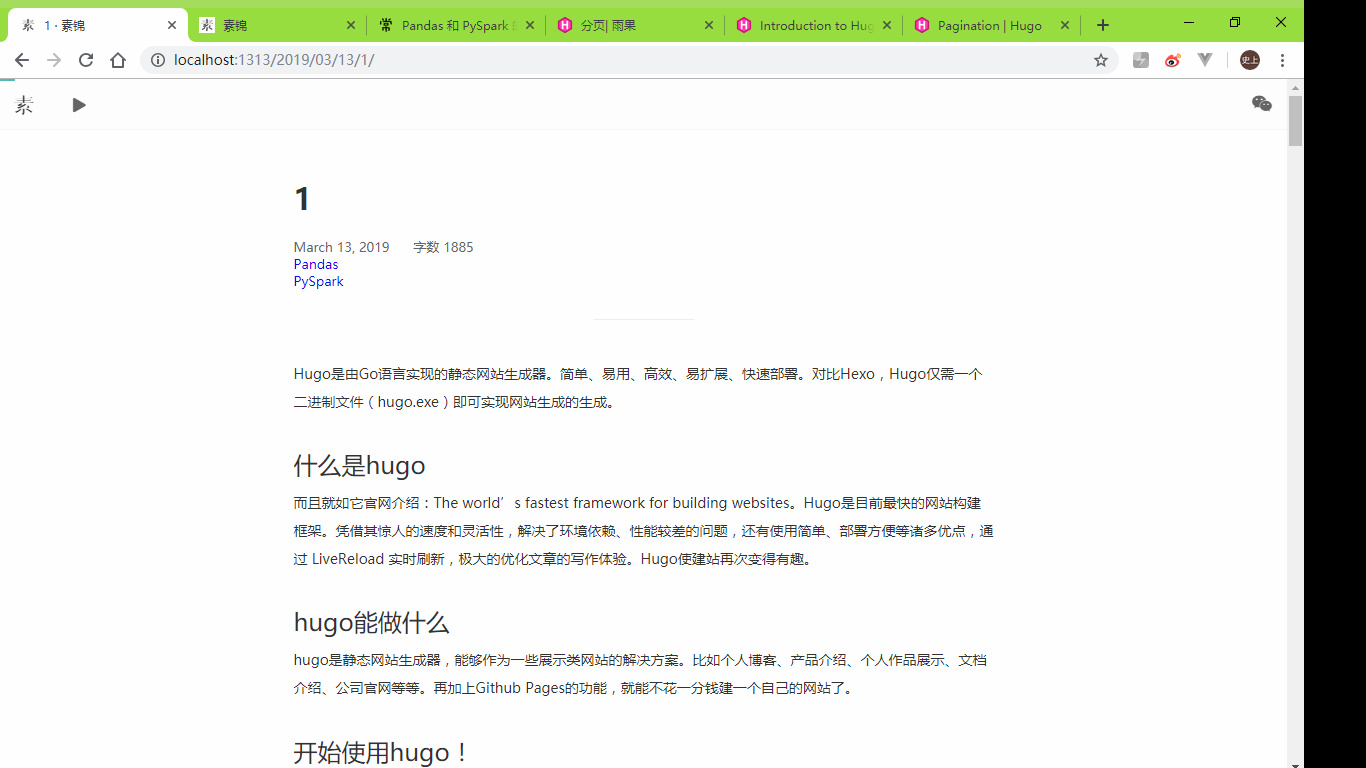 1 · 素锦
素锦
Pandas 和 PySpark
分页| 雨果
Introduction to Hug
Pagination | Hugo
localhost:1313/2019/03/13/1/
史上
素
1
March 13, 2019 字数 1885
Pandas
PySpark
Hugo是由Go语言实现的静态网站生成器。简单、易用、高效、易扩展、快速部署。对比Hexo，Hugo仅需一个
二进制文件（hugo.exe）即可实现网站生成的生成。
什么是hugo
而且就如它官网介绍：The world’s fastest framework for building websites。Hugo是目前最快的网站构建
框架。凭借其惊人的速度和灵活性，解决了环境依赖、性能较差的问题，还有使用简单、部署方便等诸多优点，通
过 LiveReload 实时刷新，极大的优化文章的写作体验。Hugo使建站再次变得有趣。
hugo能做什么
hugo是静态网站生成器，能够作为一些展示类网站的解决方案。比如个人博客、产品介绍、个人作品展示、文档
介绍、公司官网等等。再加上Github Pages的功能，就能不花一分钱建一个自己的网站了。
开始使用hugo！